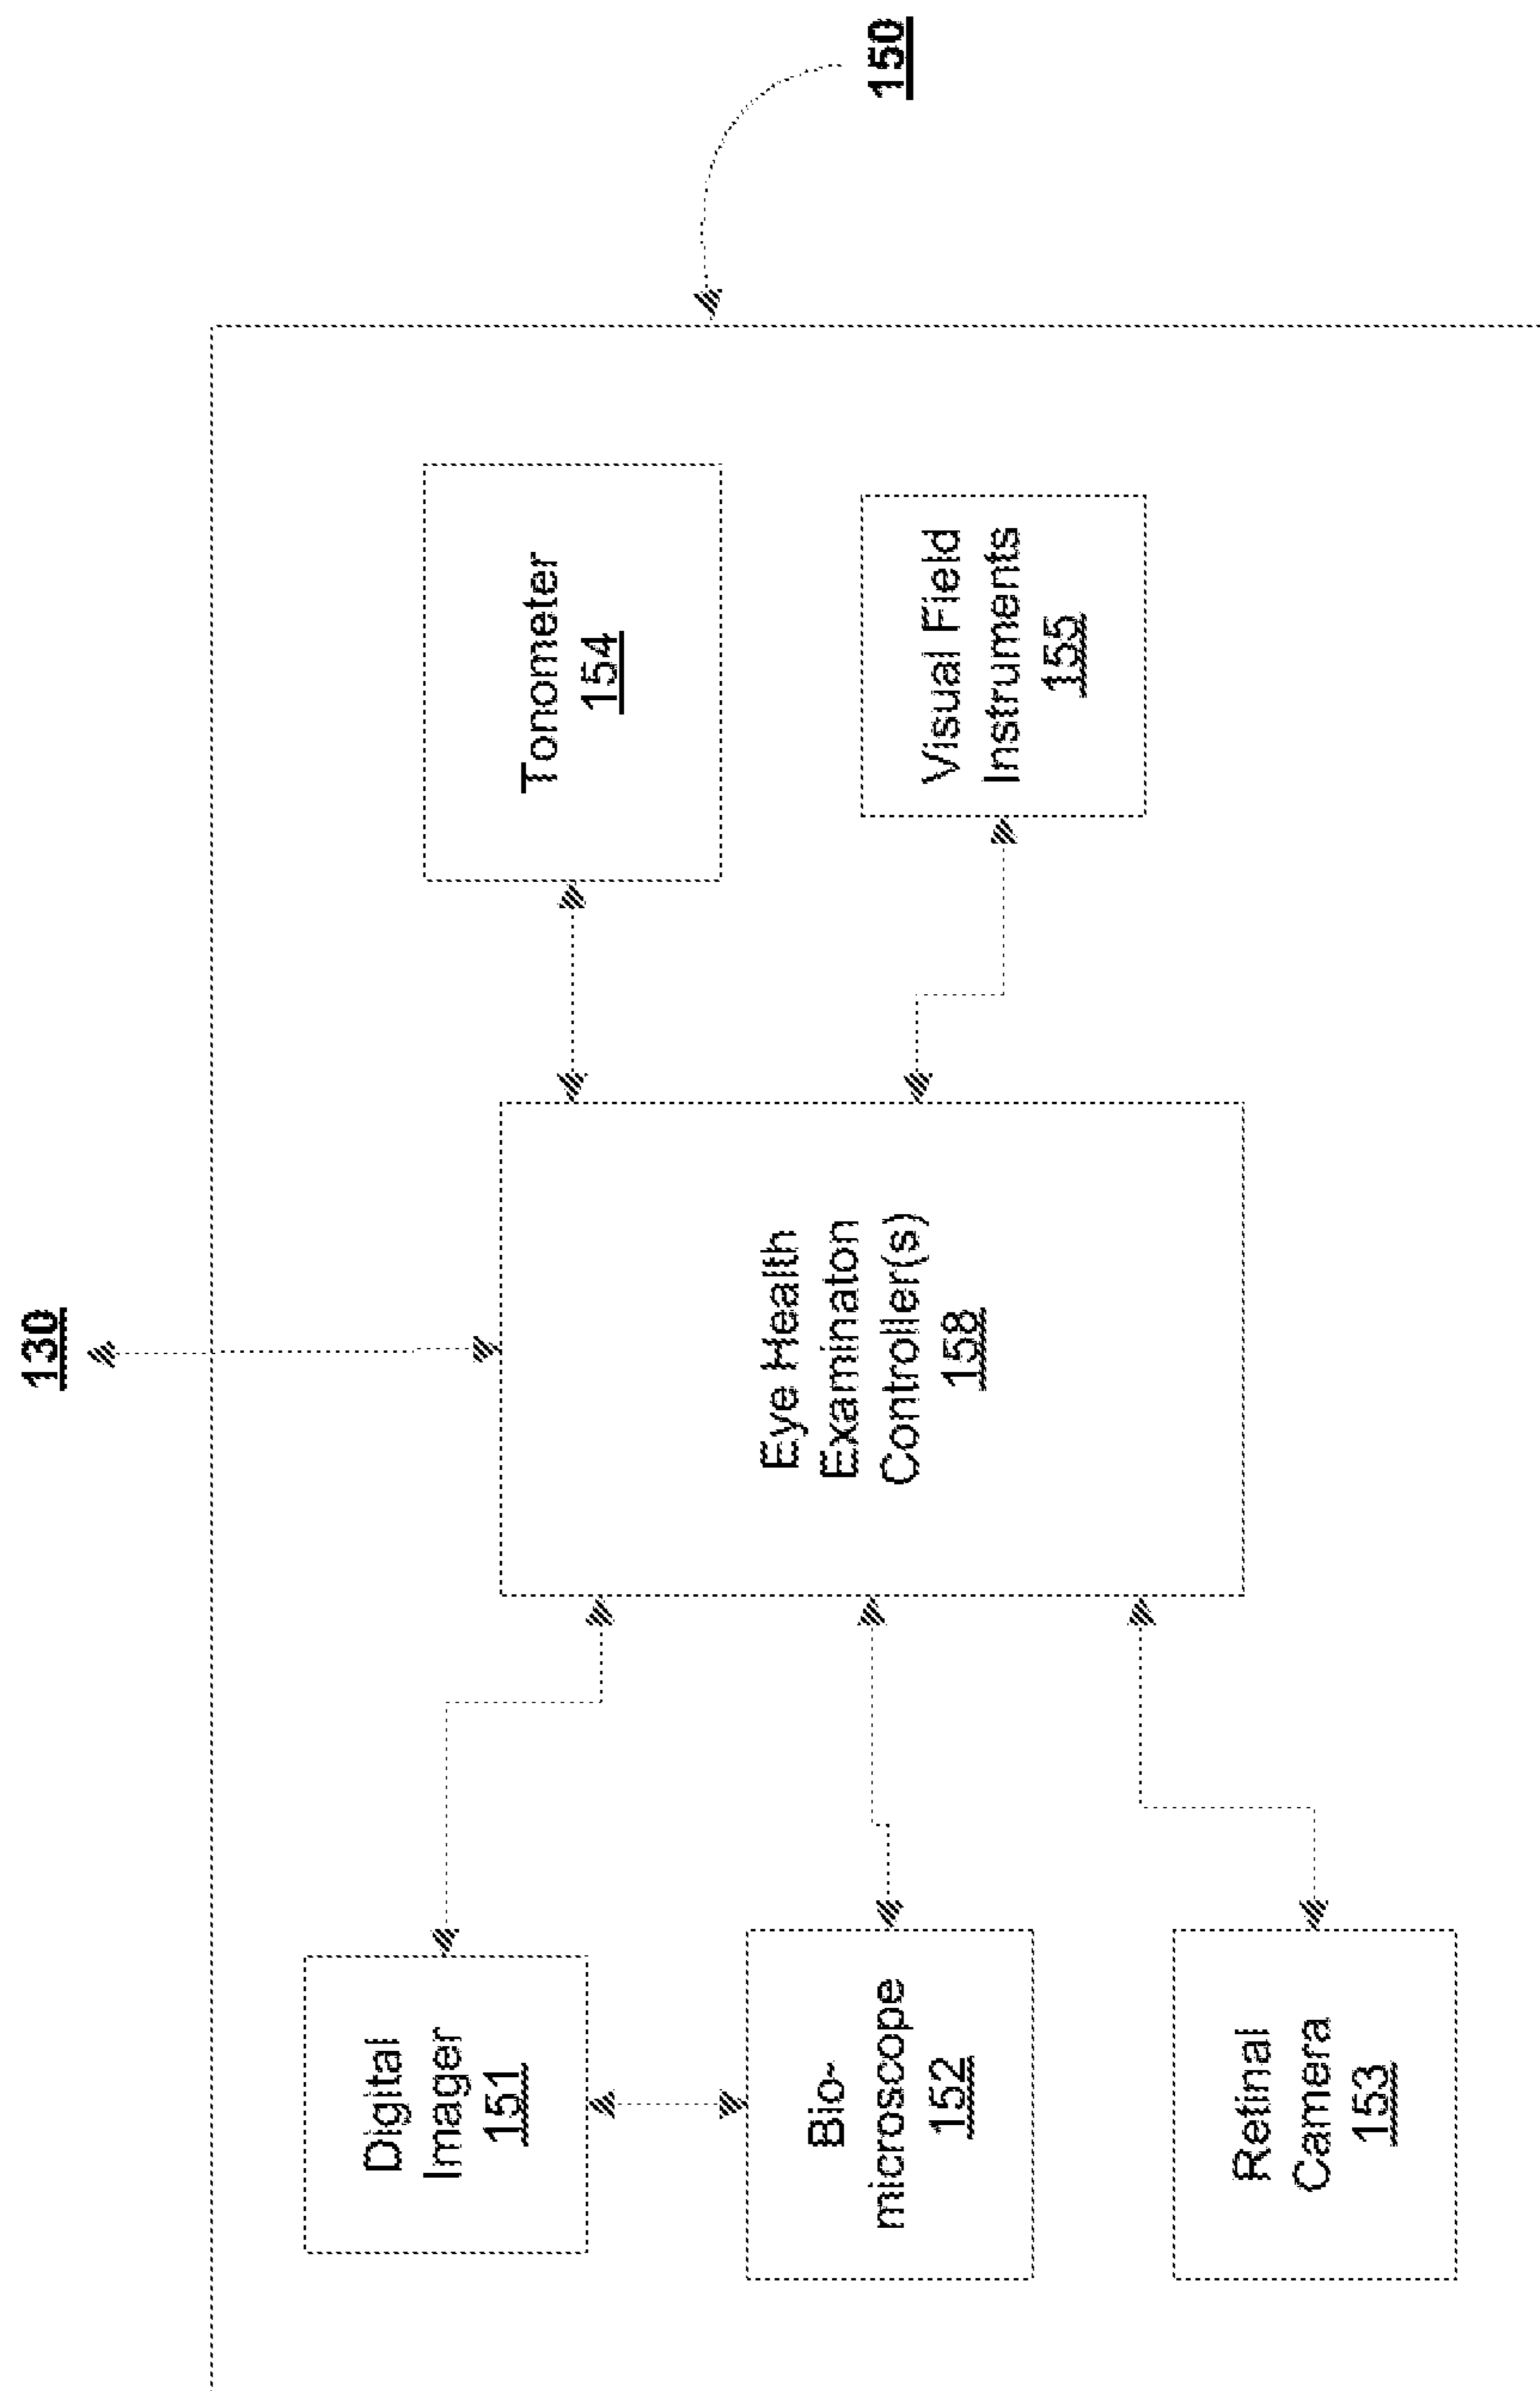 130
150
Digital
Imager
151
Bio-
microscope
152
Retinal
Camera
153
Eye Health
Examinaton
Controller(s)
158
Tonometer
154
Visual Field
Instruments
155